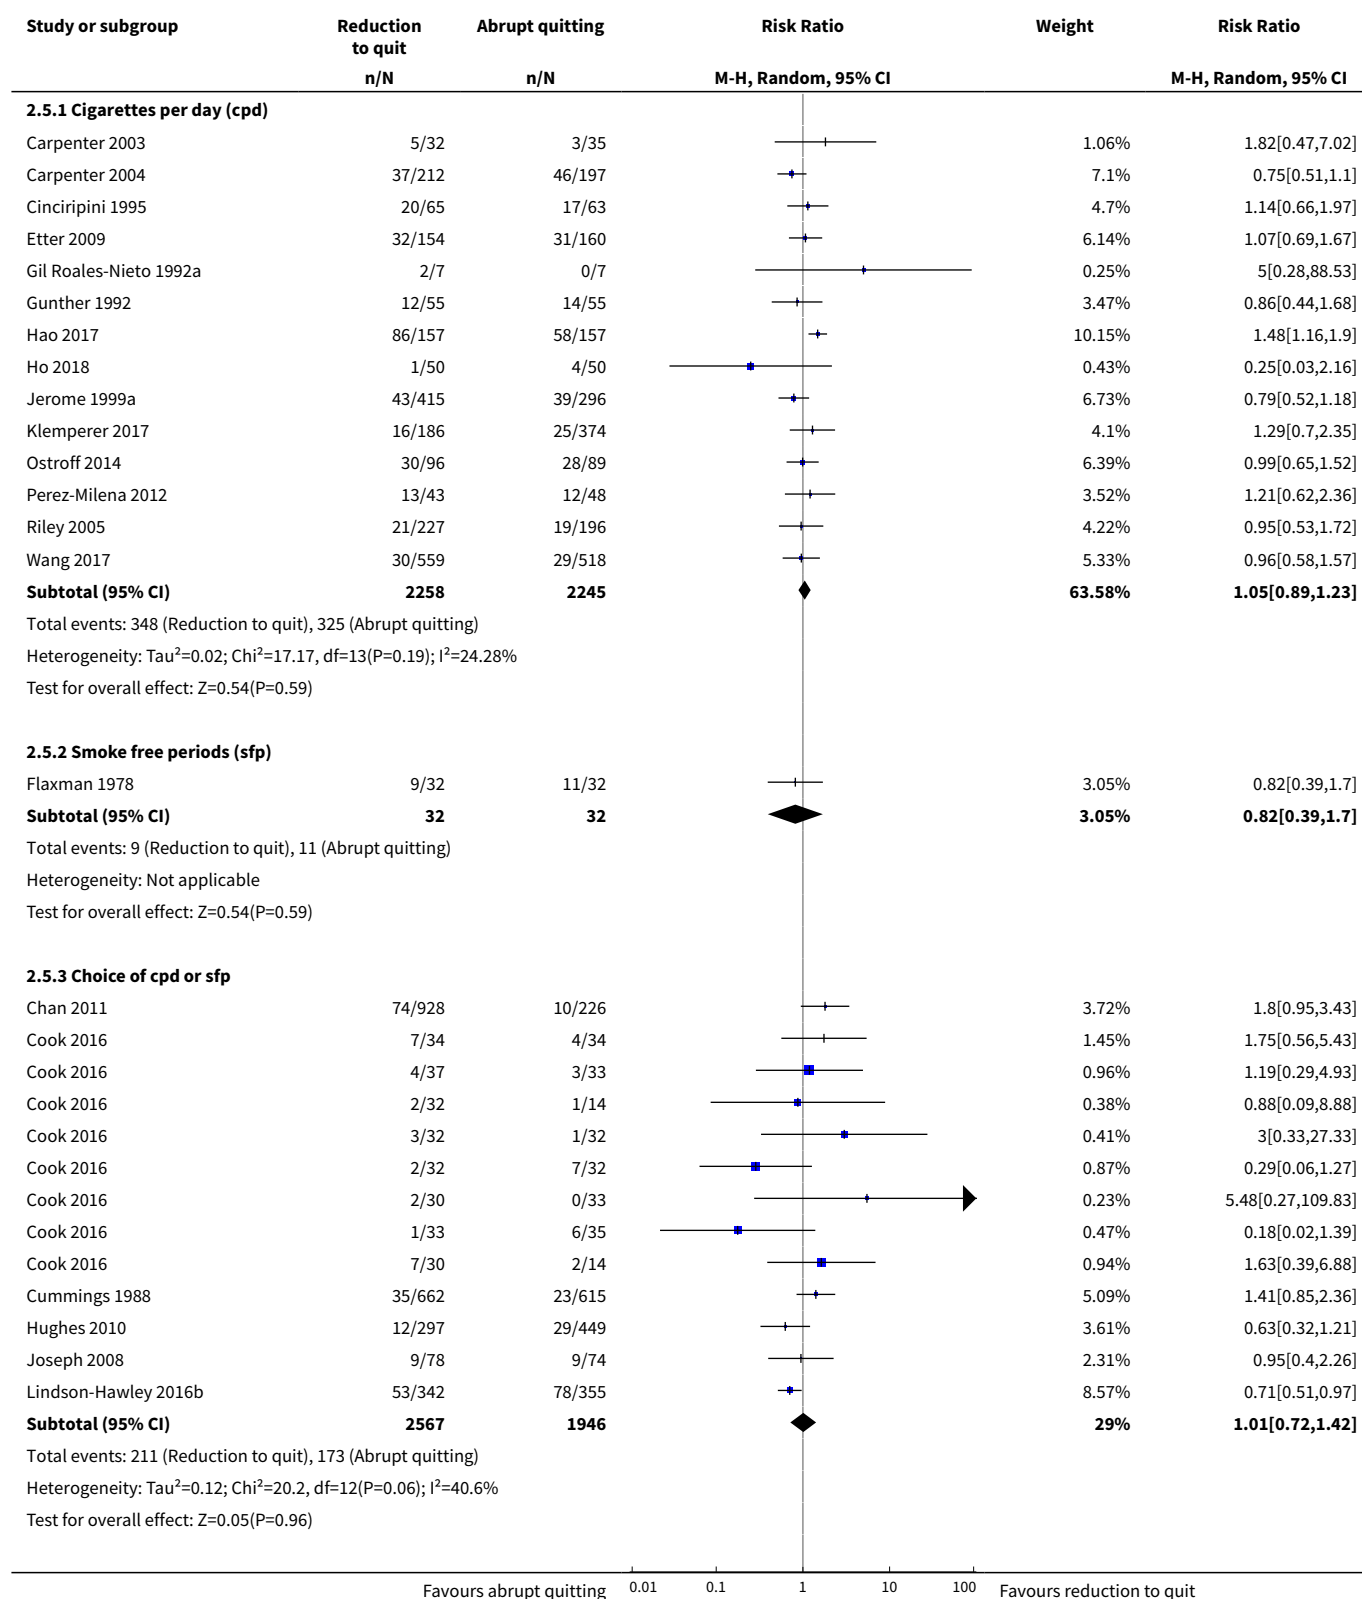 Study or subgroup Reduction to quit Abrupt quitting Risk Ratio Weight Risk Ratio
n/N n/N M-H, Random, 95% CI M-H, Random, 95% CI
2.5.1 Cigarettes per day (cpd)
Carpenter 2003 5/32 3/35 1.06% 1.82[0.47,7.02]
Carpenter 2004 37/212 46/197 7.1% 0.75[0.51,1.1]
Cinciripini 1995 20/65 17/63 4.7% 1.14[0.66,1.97]
Etter 2009 32/154 31/160 6.14% 1.07[0.69,1.67]
Gil Roales-Nieto 1992a 2/7 0/7 0.25% 5[0.28,88.53]
Gunther 1992 12/55 14/55 3.47% 0.86[0.44,1.68]
Hao 2017 86/157 58/157 10.15% 1.48[1.16,1.9]
Ho 2018 1/50 4/50 0.43% 0.25[0.03,2.16]
Jerome 1999a 43/415 39/296 6.73% 0.79[0.52,1.18]
Klemperer 2017 16/186 25/374 4.1% 1.29[0.7,2.35]
Ostroff 2014 30/96 28/89 6.39% 0.99[0.65,1.52]
Perez-Milena 2012 13/43 12/48 3.52% 1.21[0.62,2.36]
Riley 2005 21/227 19/196 4.22% 0.95[0.53,1.72]
Wang 2017 30/559 29/518 5.33% 0.96[0.58,1.57]
Subtotal (95% CI) 2258 2245 63.58% 1.05[0.89,1.23]
Total events: 348 (Reduction to quit), 325 (Abrupt quitting)
Heterogeneity: Tau²=0.02; Chi²=17.17, df=13(P=0.19); I²=24.28%
Test for overall effect: Z=0.54(P=0.59)
2.5.2 Smoke free periods (sfp)
Flaxman 1978 9/32 11/32 3.05% 0.82[0.39,1.7]
Subtotal (95% CI) 32 32 3.05% 0.82[0.39,1.7]
Total events: 9 (Reduction to quit), 11 (Abrupt quitting)
Heterogeneity: Not applicable
Test for overall effect: Z=0.54(P=0.59)
2.5.3 Choice of cpd or sfp
Chan 2011 74/928 10/226 3.72% 1.8[0.95,3.43]
Cook 2016 7/34 4/34 1.45% 1.75[0.56,5.43]
Cook 2016 4/37 3/33 0.96% 1.19[0.29,4.93]
Cook 2016 2/32 1/14 0.38% 0.88[0.09,8.88]
Cook 2016 3/32 1/32 0.41% 3[0.33,27.33]
Cook 2016 2/32 7/32 0.87% 0.29[0.06,1.27]
Cook 2016 2/30 0/33 0.23% 5.48[0.27,109.83]
Cook 2016 1/33 6/35 0.47% 0.18[0.02,1.39]
Cook 2016 7/30 2/14 0.94% 1.63[0.39,6.88]
Cummings 1988 35/662 23/615 5.09% 1.41[0.85,2.36]
Hughes 2010 12/297 29/449 3.61% 0.63[0.32,1.21]
Joseph 2008 9/78 9/74 2.31% 0.95[0.4,2.26]
Lindson-Hawley 2016b 53/342 78/355 8.57% 0.71[0.51,0.97]
Subtotal (95% CI) 2567 1946 29% 1.01[0.72,1.42]
Total events: 211 (Reduction to quit), 173 (Abrupt quitting)
Heterogeneity: Tau²=0.12; Chi²=20.2, df=12(P=0.06); I²=40.6%
Test for overall effect: Z=0.05(P=0.96)
Favours abrupt quitting 0.01 0.1 1 10 100 Favours reduction to quit